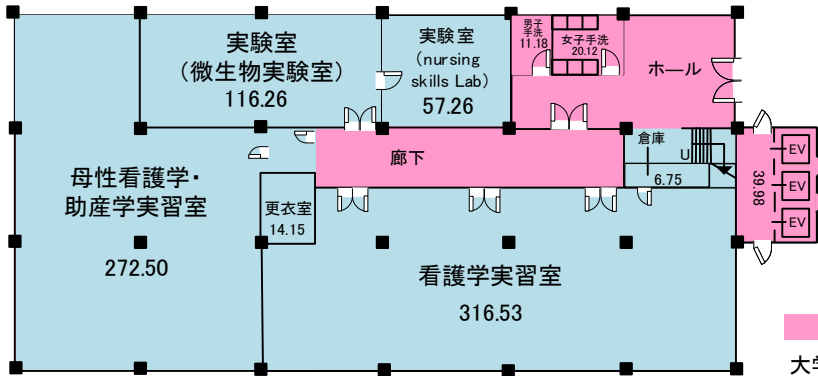 実験室
(微生物実験室)
116.26
実験室
(nursing
skills Lab)
57.26
男子
手洗
11.18
女子手洗
20.12
ホール
母性看護学・
助産学実習室
272.50
廊下
倉庫
U
6.75
EV
EV
EV
39.98
更衣室
14.15
看護学実習室
316.53
大学